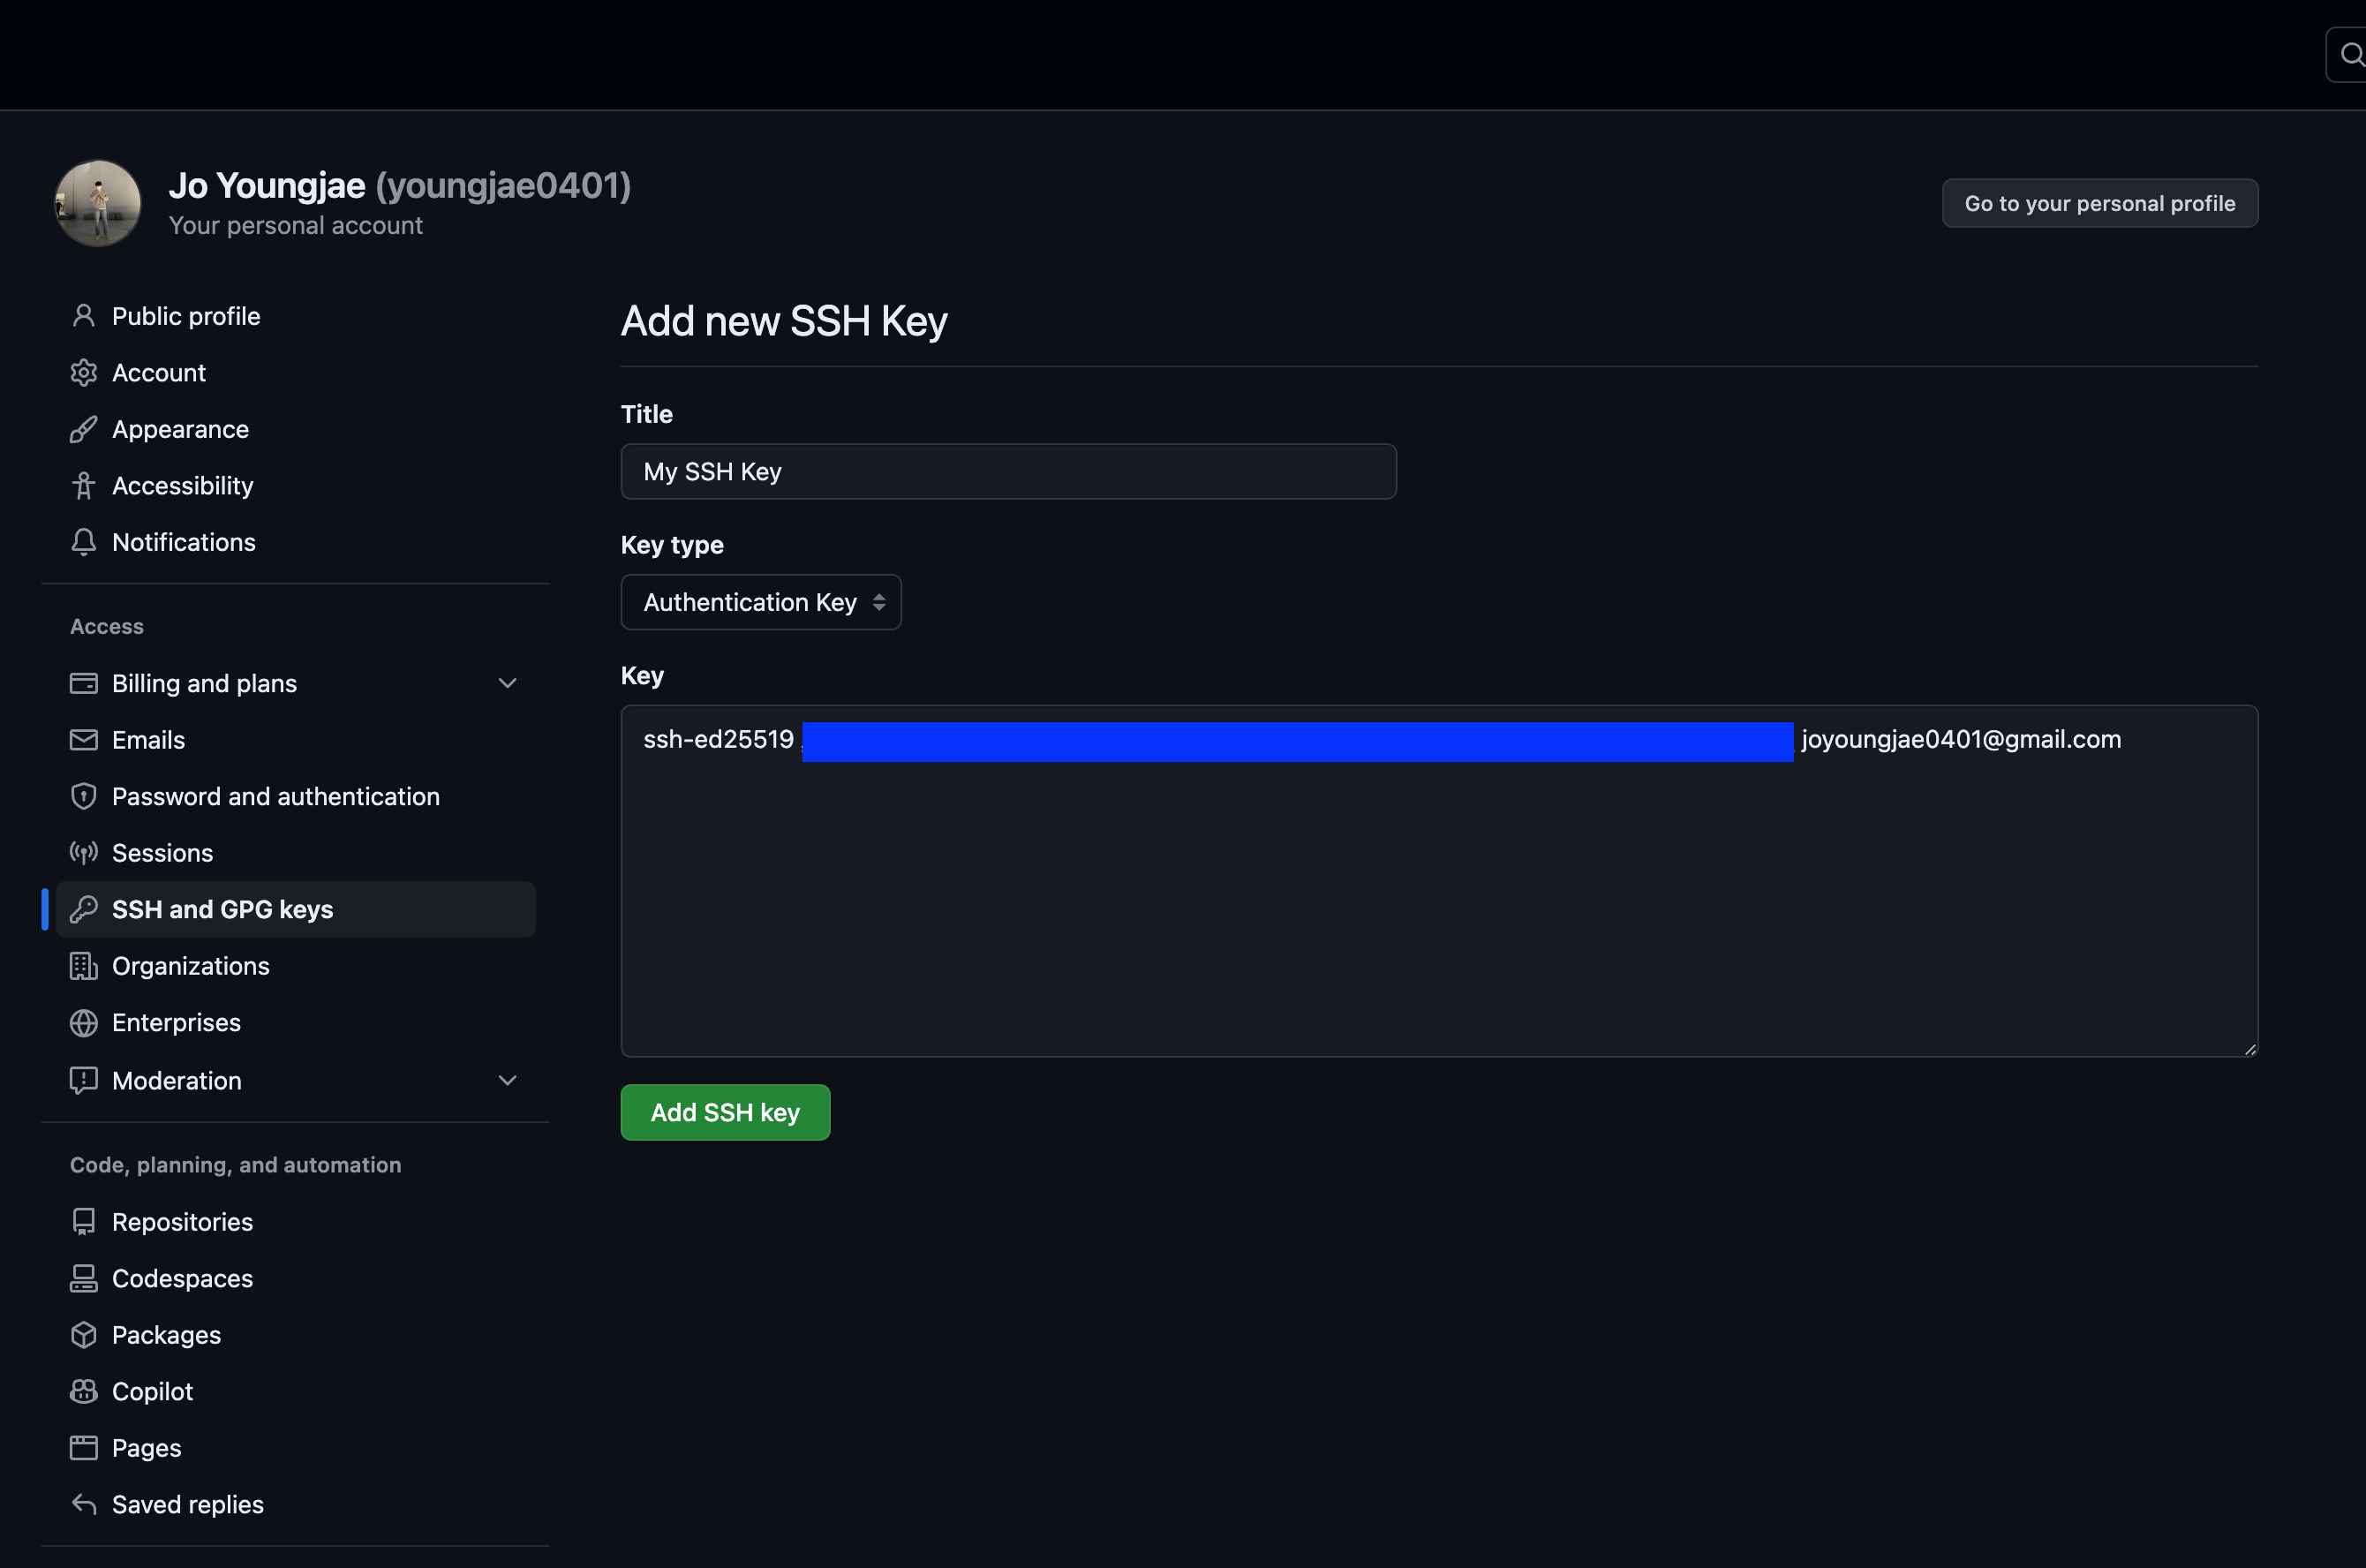 Jo Youngjae (youngjae0401)
Your personal account
Go to your personal profile
Public profile
Account
Appearance
Accessibility
Notifications
Access
Billing and plans
Emails
Password and authentication
Sessions
SSH and GPG keys
Organizations
Enterprises
Moderation
Code, planning, and automation
Repositories
Codespaces
Packages
Copilot
Pages
Saved replies
Add new SSH Key
Title
My SSH Key
Key type
Authentication Key
Key
ssh-ed25519 joyoungjae0401@gmail.com
Add SSH key